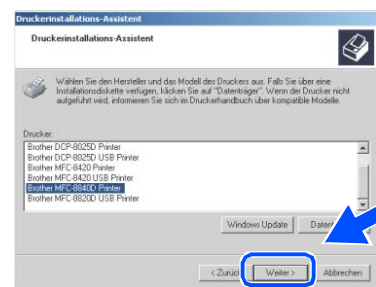 Druckerinstallations-Assistent
Druckerinstallations-Assistent
Wählen Sie den Hersteller und das Modell des Druckers aus. Falls Sie über eine
Installationsdiskette verfügen, klicken Sie auf "Datenträger". Wenn der Drucker nicht
aufgeführt wird, informieren Sie sich im Druckerhandbuch über kompatible Modelle.
Drucker:
Brother DCP-8025D Printer
Brother DCP-8025D USB Printer
Brother MFC-8420 Printer
Brother MFC-8420 USB Printer
Brother MFC-8840D Printer
Brother MFC-8820D USB Printer
Windows Update
< Zurück Weiter > Abbrechen